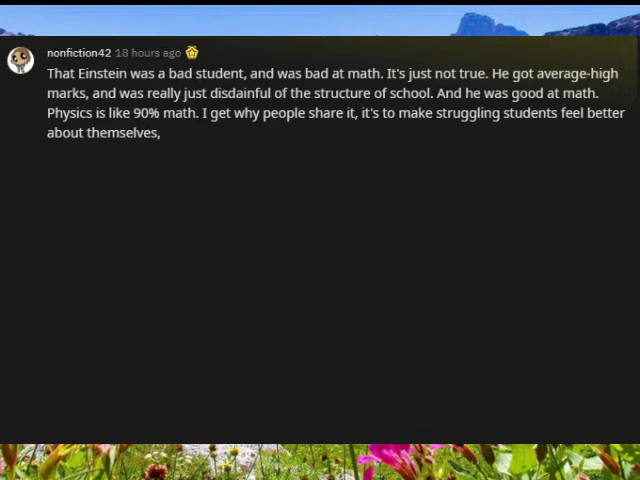 nonfiction42 18 hours ago
That Einstein was a bad student, and was bad at math. It's just not true. He got average-high
marks, and was really just disdainful of the structure of school. And he was good at math.
Physics is like 90% math. I get why people share it, it's to make struggling students feel better
about themselves,